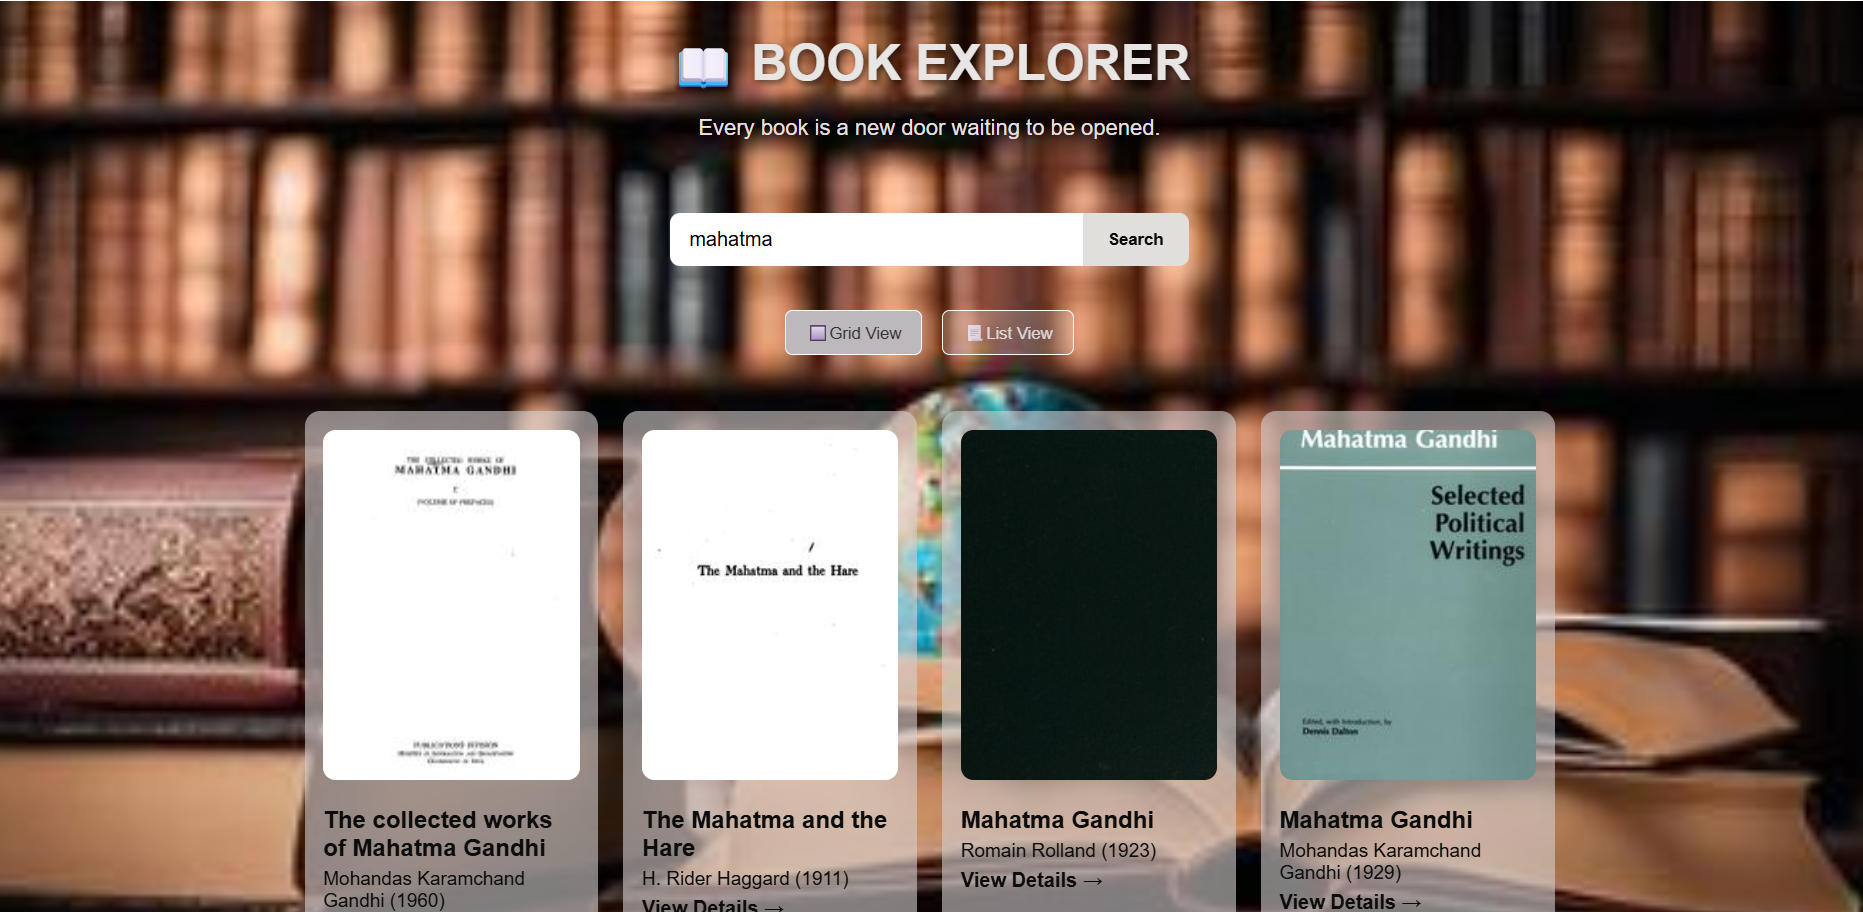 BOOK EXPLORER
Every book is a new door waiting to be opened.
mahatma
Search
Grid View
List View
THE COLLECTED WORKS OF
MAHATMA GANDHI
(VOLUME OF PREFACES)
PUBLICATIONS DIVISION
The Mahatma and the Hare
Mahatma Gandhi
Selected
Political
Writings
Edited, with Introduction, by
Dennis Dalton
The collected works
of Mahatma Gandhi
Mohandas Karamchand
Gandhi (1960)
The Mahatma and the
Hare
H. Rider Haggard (1911)
View Details →
Mahatma Gandhi
Romain Rolland (1923)
View Details →
Mahatma Gandhi
Mohandas Karamchand
Gandhi (1929)
View Details →